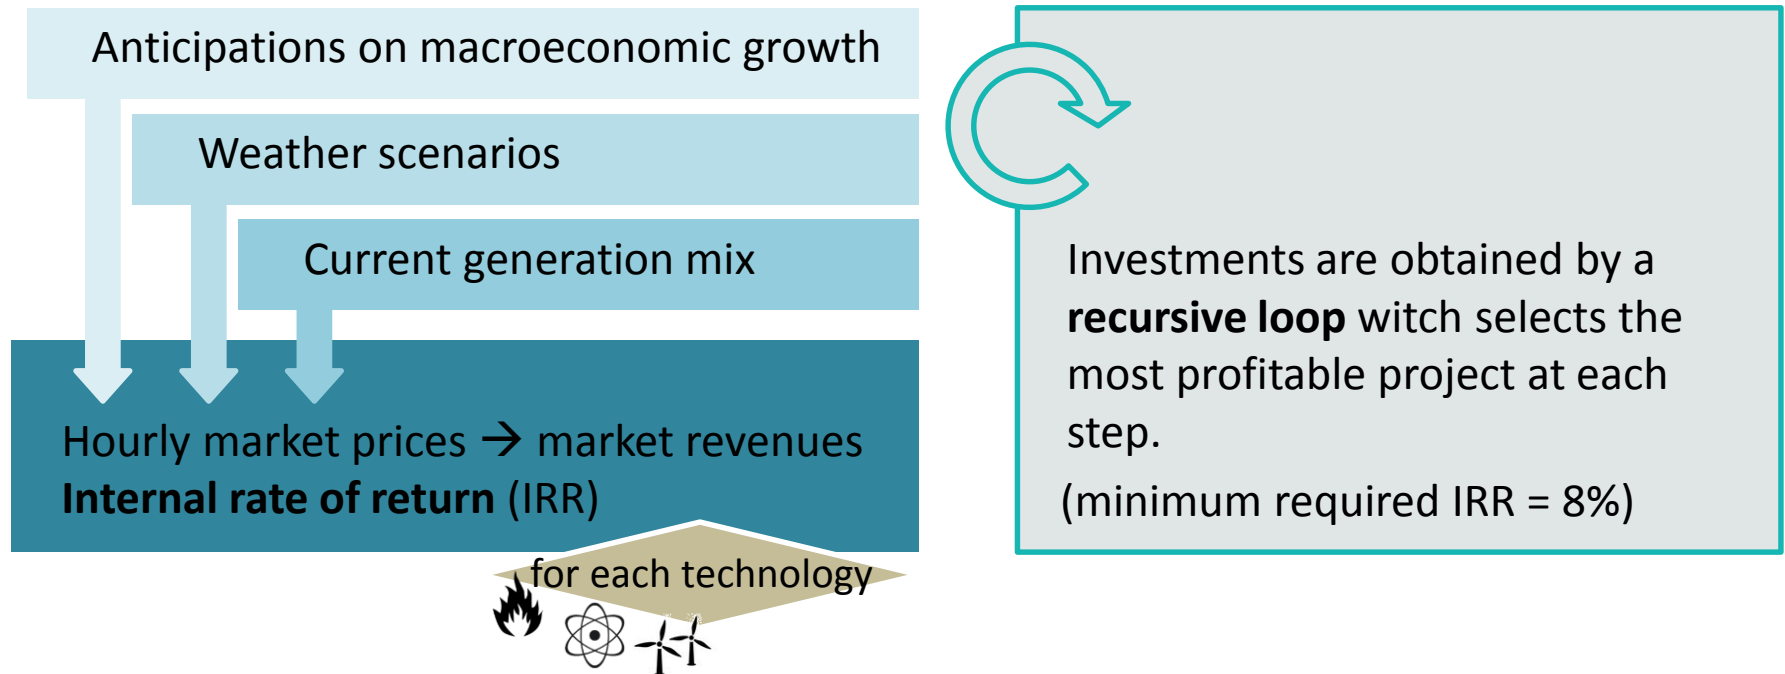 Anticipations on macroeconomic growth
Weather scenarios
Current generation mix
Hourly market prices → market revenues
Internal rate of return (IRR)
for each technology
Investments are obtained by a
recursive loop witch selects the
most profitable project at each
step.
(minimum required IRR = 8%)